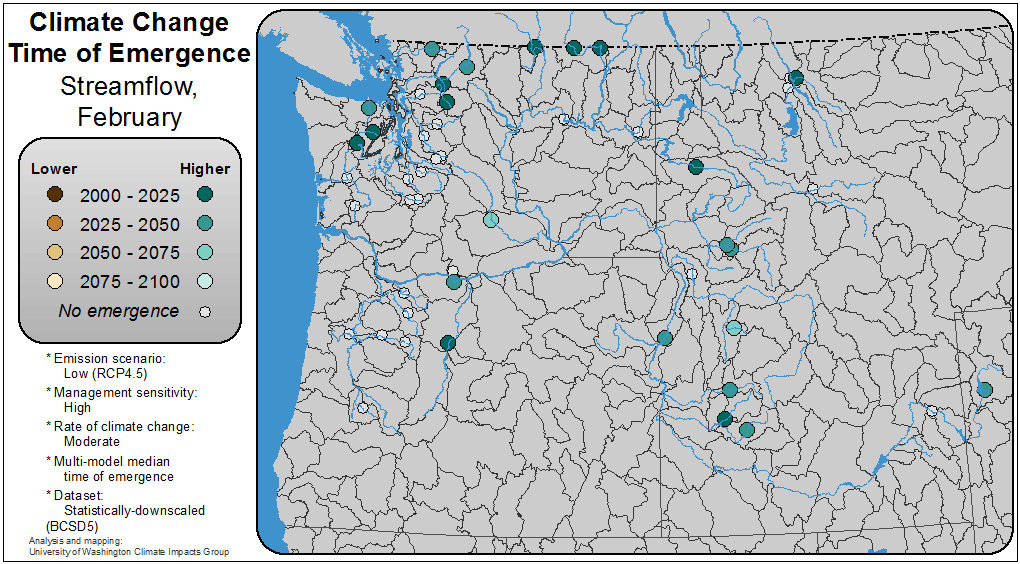 Climate Change
Time of Emergence
Streamflow,
February
Lower Higher
2000 - 2025
2025 - 2050
2050 - 2075
2075 - 2100
No emergence
* Emission scenario:
Low (RCP4.5)
* Management sensitivity:
High
* Rate of climate change:
Moderate
* Multi-model median
time of emergence
* Dataset:
Statistically-downscaled
(BCSD5)
Analysis and mapping:
University of Washington Climate Impacts Group